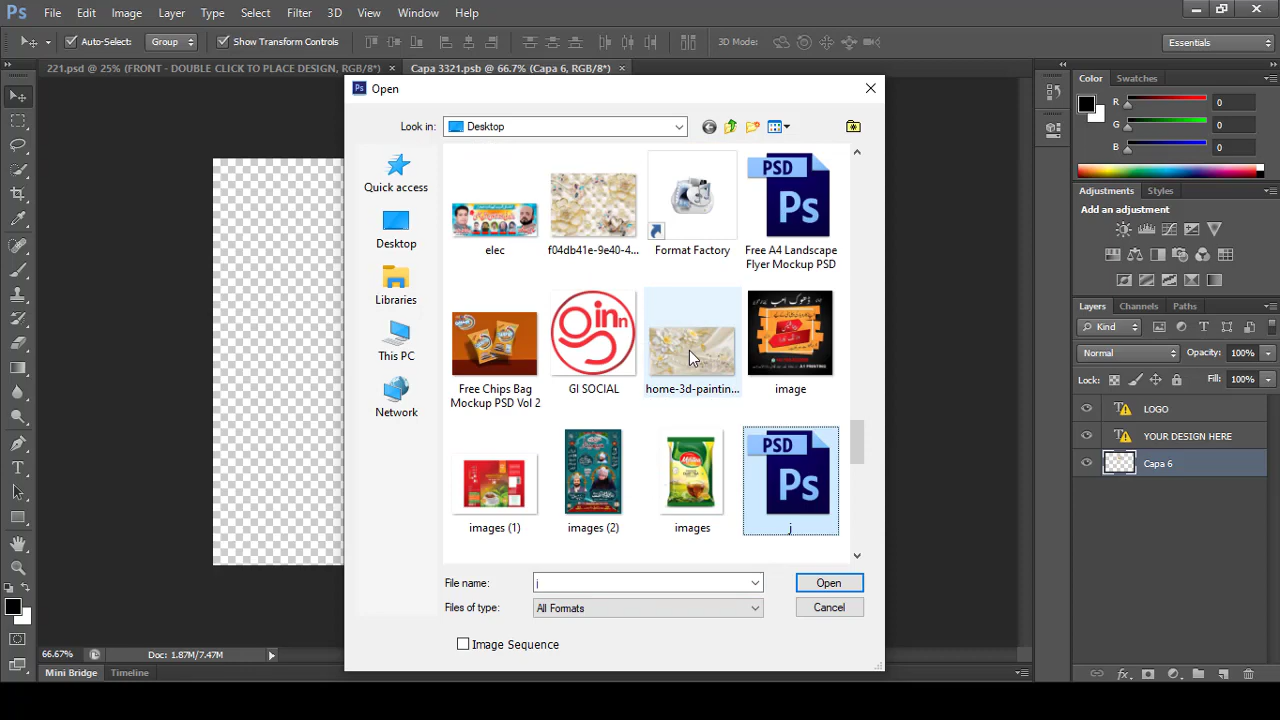 Ps File Edit Image Layer Type Select Filter 3D View Window Help
Auto-Select: Group Show Transform Controls 3D Mode: Essentials
221.psd @ 25% (FRONT - DOUBLE CLICK TO PLACE DESIGN, RGB/8*) × Capa 3321.psb @ 66.7% (Capa 6, RGB/8*) ×
Ps Open
Look in: Desktop
Quick access
Desktop
Libraries
This PC
Network
elec
f04db41e-9e40-4...
Format Factory
PSD
Ps
Free A4 Landscape
Flyer Mockup PSD
Free Chips Bag
Mockup PSD Vol 2
GI SOCIAL
home-3d-paintin...
image
images (1)
images (2)
images
PSD
Ps
j
File name: j Open
Files of type: All Formats Cancel
Image Sequence
Color Swatches
R 0
G 0
B 0
Adjustments Styles
Add an adjustment
Layers Channels Paths
Kind
Normal Opacity: 100%
Lock: Fill: 100%
LOGO
YOUR DESIGN HERE
Capa 6
66.67% Doc: 1.87M/7.47M
Mini Bridge Timeline